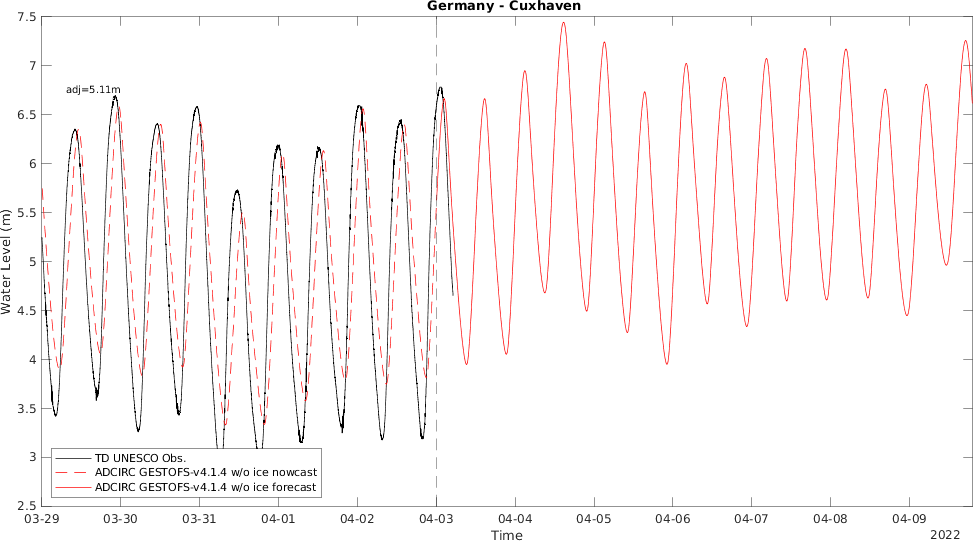 Germany - Cuxhaven
7.5
7
6.5
6
5.5
5
4.5
4
3.5
3
2.5
Water Level (m)
adj=5.11m
TD UNESCO Obs.
ADCIRC GESTOFS-v4.1.4 w/o ice nowcast
ADCIRC GESTOFS-v4.1.4 w/o ice forecast
03-29 03-30 03-31 04-01 04-02 04-03 04-04 04-05 04-06 04-07 04-08 04-09
Time
2022